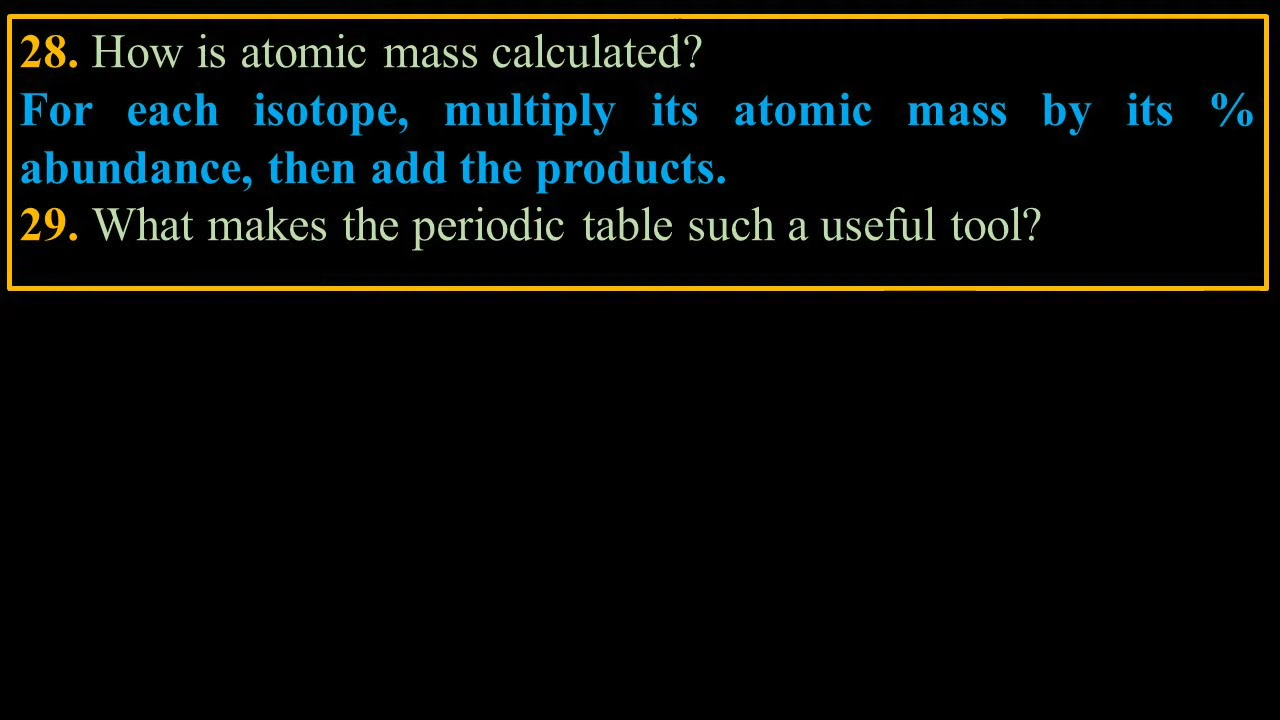 28. How is atomic mass calculated?
For each isotope, multiply its atomic mass by its %
abundance, then add the products.
29. What makes the periodic table such a useful tool?